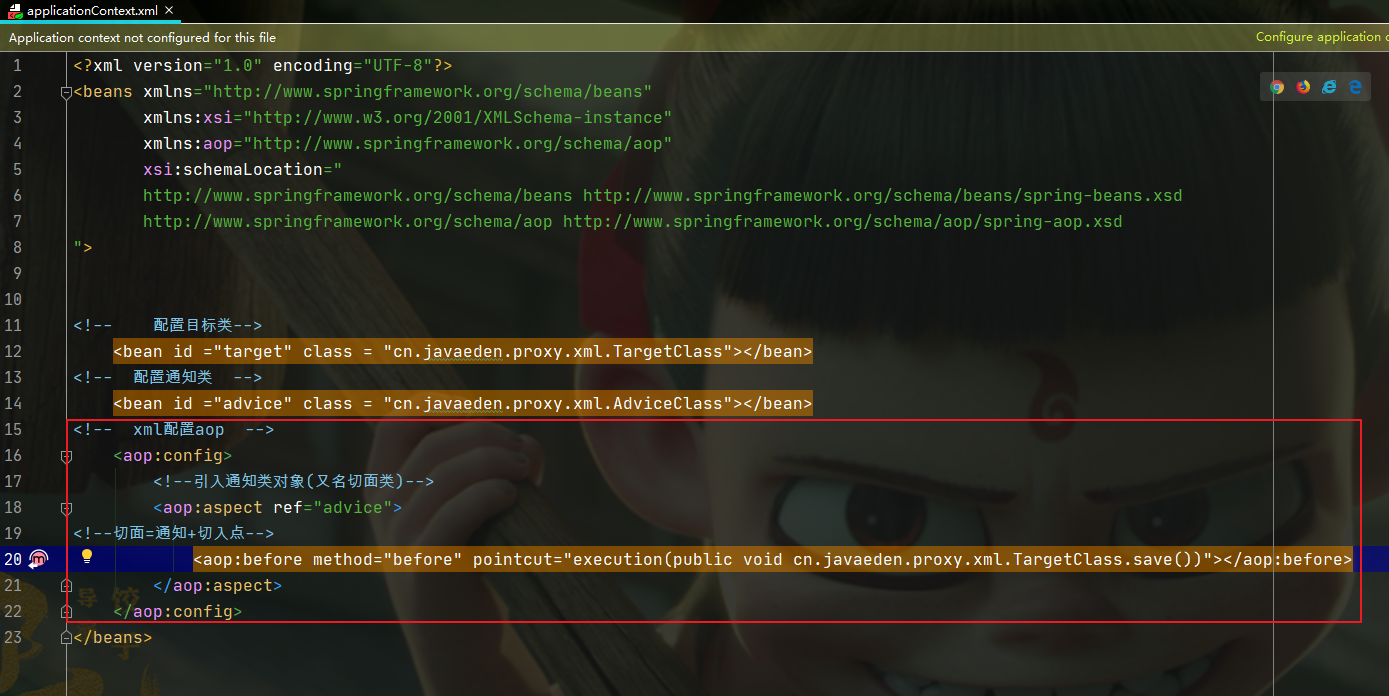 applicationContext.xml ×
Application context not configured for this file
Configure application
1 <?xml version="1.0" encoding="UTF-8"?>
2 <beans xmlns="http://www.springframework.org/schema/beans"
3 xmlns:xsi="http://www.w3.org/2001/XMLSchema-instance"
4 xmlns:aop="http://www.springframework.org/schema/aop"
5 xsi:schemaLocation="
6 http://www.springframework.org/schema/beans http://www.springframework.org/schema/beans/spring-beans.xsd
7 http://www.springframework.org/schema/aop http://www.springframework.org/schema/aop/spring-aop.xsd
8 ">
9
10
11 <!-- 配置目标类-->
12 <bean id ="target" class = "cn.javaeden.proxy.xml.TargetClass"></bean>
13 <!-- 配置通知类 -->
14 <bean id ="advice" class = "cn.javaeden.proxy.xml.AdviceClass"></bean>
15 <!-- xml配置aop -->
16 <aop:config>
17 <!--引入通知类对象(又名切面类)-->
18 <aop:aspect ref="advice">
19 <!--切面=通知+切入点-->
20 <aop:before method="before" pointcut="execution(public void cn.javaeden.proxy.xml.TargetClass.save())"></aop:before>
21 </aop:aspect>
22 </aop:config>
23 </beans>